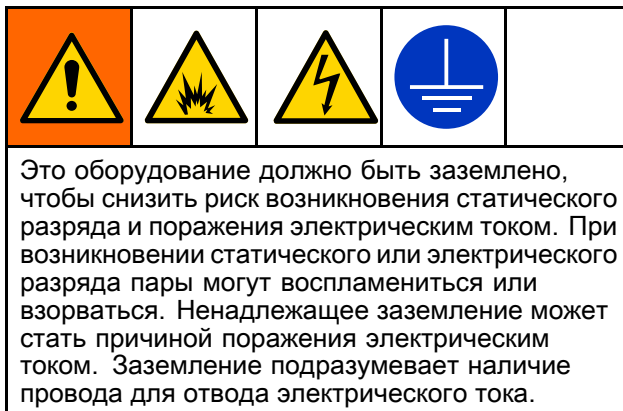 Это оборудование должно быть заземлено,
чтобы снизить риск возникновения статического
разряда и поражения электрическим током. При
возникновении статического или электрического
разряда пары могут воспламениться или
взорваться. Ненадлежащее заземление может
стать причиной поражения электрическим
током. Заземление подразумевает наличие
провода для отвода электрического тока.